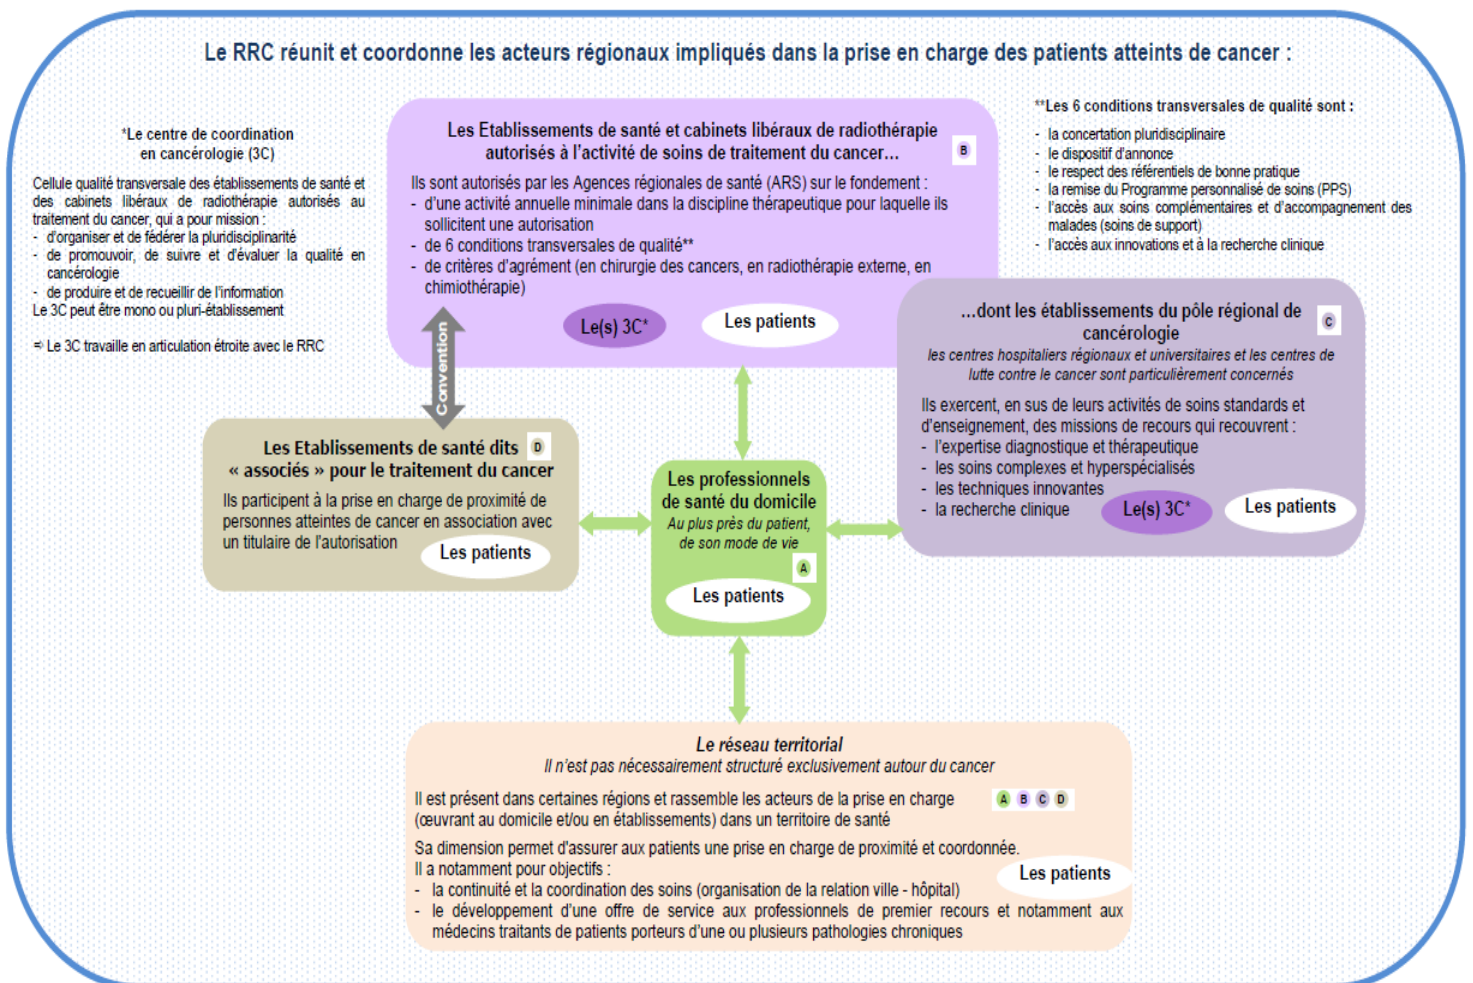 Le RRC réunit et coordonne les acteurs régionaux impliqués dans la prise en charge des patients atteints de cancer :
*Le centre de coordination
en cancérologie (3C)
Cellule qualité transversale des établissements de santé et
des cabinets libéraux de radiothérapie autorisés au
traitement du cancer, qui a pour mission :
- d'organiser et de fédérer la pluridisciplinarité
- de promouvoir, de suivre et d'évaluer la qualité en
cancérologie
- de produire et de recueillir de l'information
Le 3C peut être mono ou pluri-établissement
⇨ Le 3C travaille en articulation étroite avec le RRC
Les Etablissements de santé et cabinets libéraux de radiothérapie
autorisés à l'activité de soins de traitement du cancer…
B
Ils sont autorisés par les Agences régionales de santé (ARS) sur le fondement :
- d'une activité annuelle minimale dans la discipline thérapeutique pour laquelle ils
sollicitent une autorisation
- de 6 conditions transversales de qualité**
- de critères d'agrément (en chirurgie des cancers, en radiothérapie externe, en
chimiothérapie)
Le(s) 3C*
Les patients
**Les 6 conditions transversales de qualité sont :
- la concertation pluridisciplinaire
- le dispositif d'annonce
- le respect des référentiels de bonne pratique
- la remise du Programme personnalisé de soins (PPS)
- l'accès aux soins complémentaires et d'accompagnement des
malades (soins de support)
- l'accès aux innovations et à la recherche clinique
…dont les établissements du pôle régional de
cancérologie
C
les centres hospitaliers régionaux et universitaires et les centres de
lutte contre le cancer sont particulièrement concernés
Ils exercent, en sus de leurs activités de soins standards et
d'enseignement, des missions de recours qui recouvrent :
- l'expertise diagnostique et thérapeutique
- les soins complexes et hyperspécialisés
- les techniques innovantes
- la recherche clinique
Le(s) 3C*
Les patients
Convention
Les Etablissements de santé dits
« associés » pour le traitement du cancer
D
Ils participent à la prise en charge de proximité de
personnes atteintes de cancer en association avec
un titulaire de l'autorisation
Les patients
Les professionnels
de santé du domicile
Au plus près du patient,
de son mode de vie
A
Les patients
Le réseau territorial
Il n'est pas nécessairement structuré exclusivement autour du cancer
Il est présent dans certaines régions et rassemble les acteurs de la prise en charge
(œuvrant au domicile et/ou en établissements) dans un territoire de santé
A B C D
Sa dimension permet d'assurer aux patients une prise en charge de proximité et coordonnée.
Il a notamment pour objectifs :
- la continuité et la coordination des soins (organisation de la relation ville - hôpital)
- le développement d'une offre de service aux professionnels de premier recours et notamment aux
médecins traitants de patients porteurs d'une ou plusieurs pathologies chroniques
Les patients